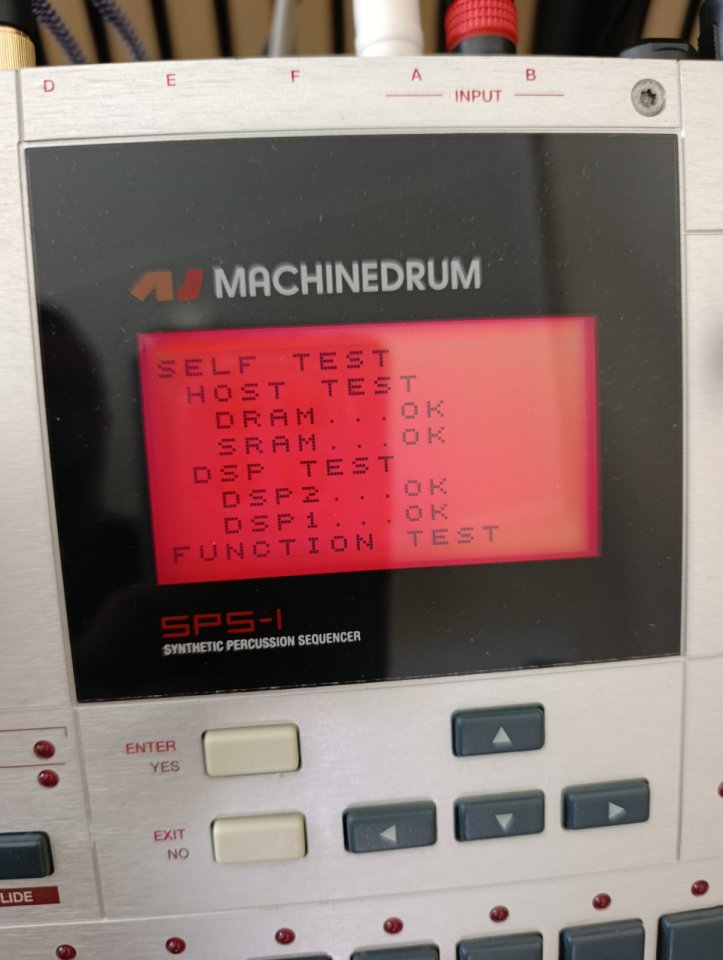 D E F A B
INPUT
MACHINEDRUM
SELF TEST
HOST TEST
DRAM...OK
SRAM...OK
DSP TEST
DSP2...OK
DSP1...OK
FUNCTION TEST
SPS-1
SYNTHETIC PERCUSSION SEQUENCER
ENTER
YES
EXIT
NO
LIDE